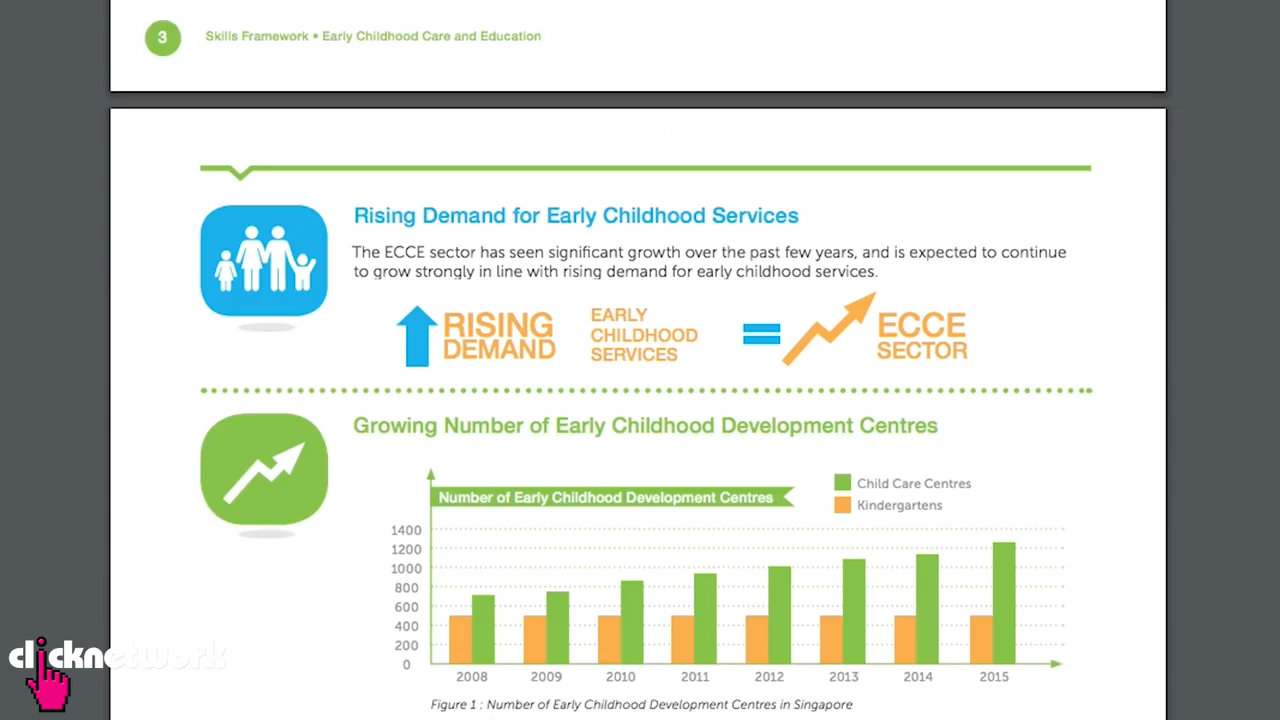 3
Skills Framework • Early Childhood Care and Education
Rising Demand for Early Childhood Services
The ECCE sector has seen significant growth over the past few years, and is expected to continue
to grow strongly in line with rising demand for early childhood services.
RISING
DEMAND
EARLY
CHILDHOOD
SERVICES
=
ECCE
SECTOR
Growing Number of Early Childhood Development Centres
Number of Early Childhood Development Centres
Child Care Centres
Kindergartens
1400
1200
1000
800
600
400
200
0
2008 2009 2010 2011 2012 2013 2014 2015
Figure 1 : Number of Early Childhood Development Centres in Singapore
clicknetwork